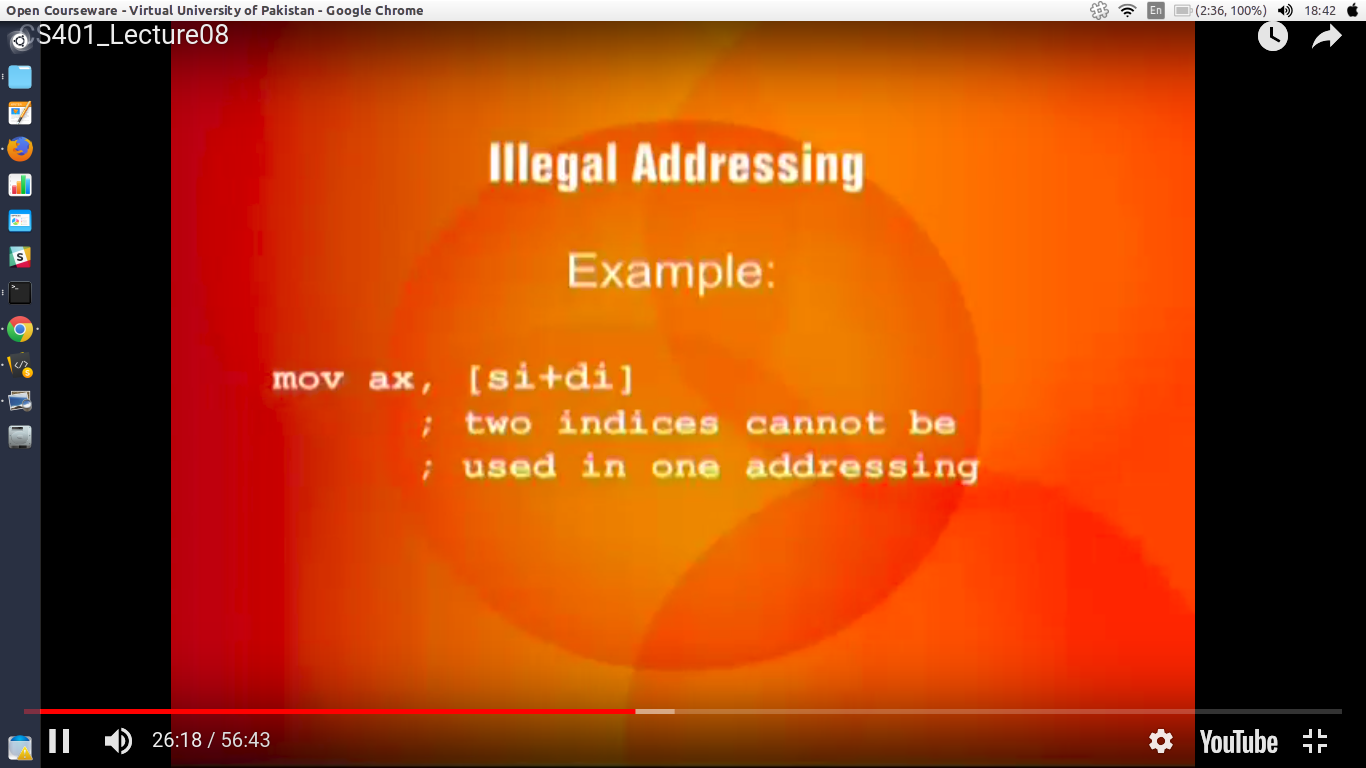 Open Courseware - Virtual University of Pakistan - Google Chrome
En (2:36, 100%) 18:42
CS401_Lecture08
Illegal Addressing
Example:
mov ax, [si+di]
; two indices cannot be
; used in one addressing
26:18 / 56:43
YouTube